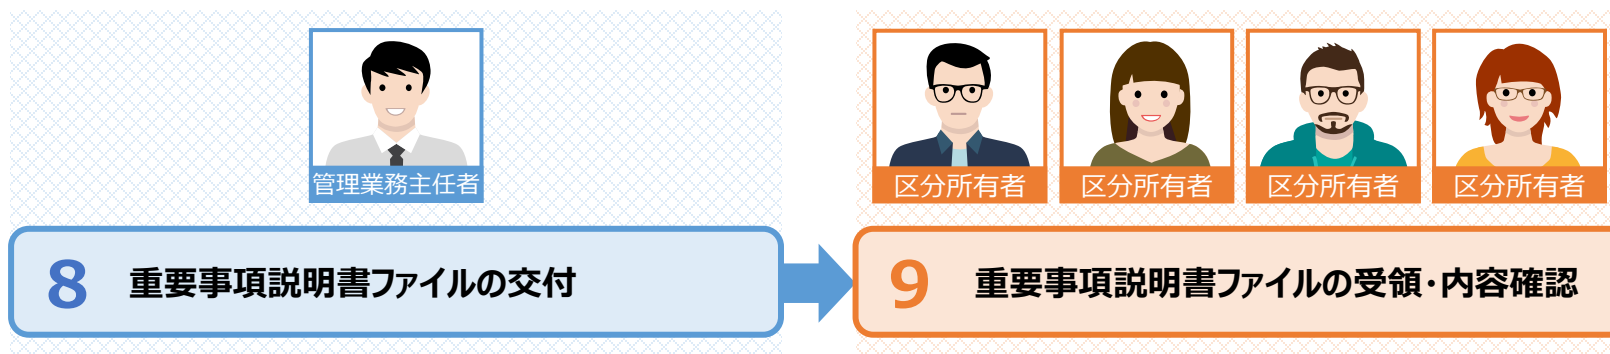 管理業務主任者
区分所有者
区分所有者
区分所有者
区分所有者
8 重要事項説明書ファイルの交付
9 重要事項説明書ファイルの受領・内容確認